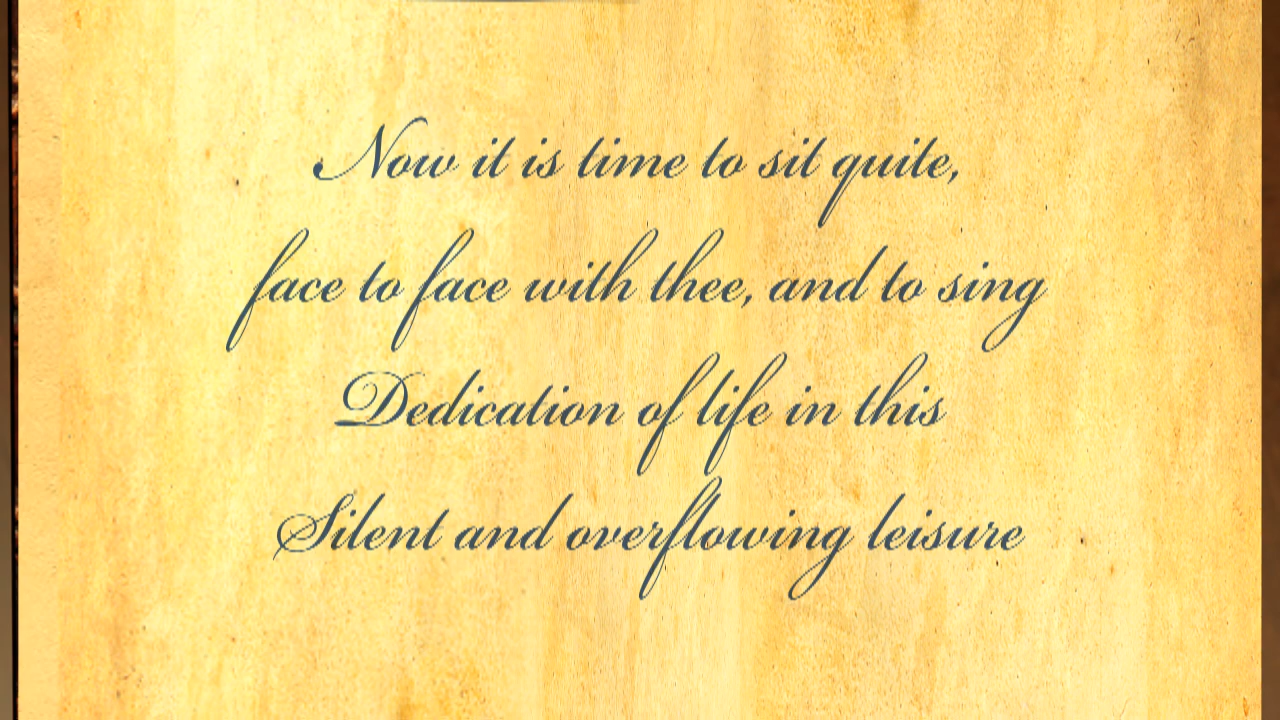 Now it is time to sit quite,
face to face with thee, and to sing
Dedication of life in this
Silent and overflowing leisure